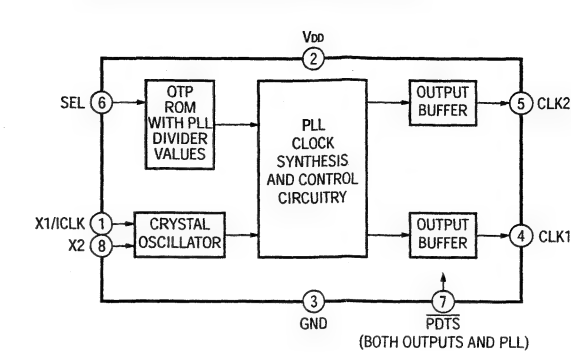 VDD
2
SEL 6
OTP
ROM
WITH PLL
DIVIDER
VALUES
PLL
CLOCK
SYNTHESIS
AND CONTROL
CIRCUITRY
OUTPUT
BUFFER
5 CLK2
X1/ICLK 1
X2 8
CRYSTAL
OSCILLATOR
OUTPUT
BUFFER
4 CLK1
3
GND
7
PDTS
(BOTH OUTPUTS AND PLL)